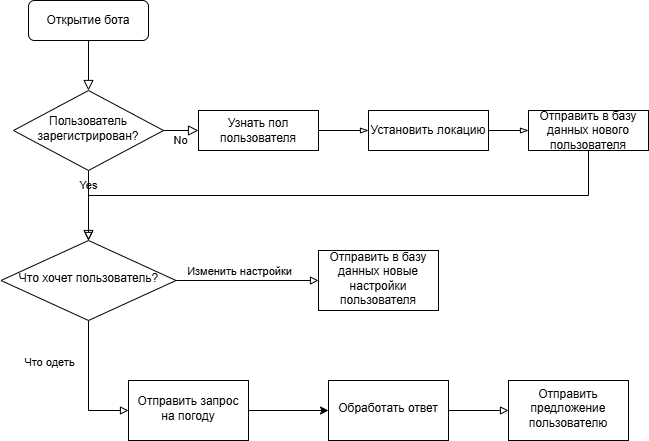 Открытие бота
Пользователь
зарегистрирован?
No
Узнать пол
пользователя
Установить локацию
Отправить в базу
данных нового
пользователя
Yes
Что хочет пользователь?
Изменить настройки
Отправить в базу
данных новые
настройки
пользователя
Что одеть
Отправить запрос
на погоду
Обработать ответ
Отправить
предложение
пользователю